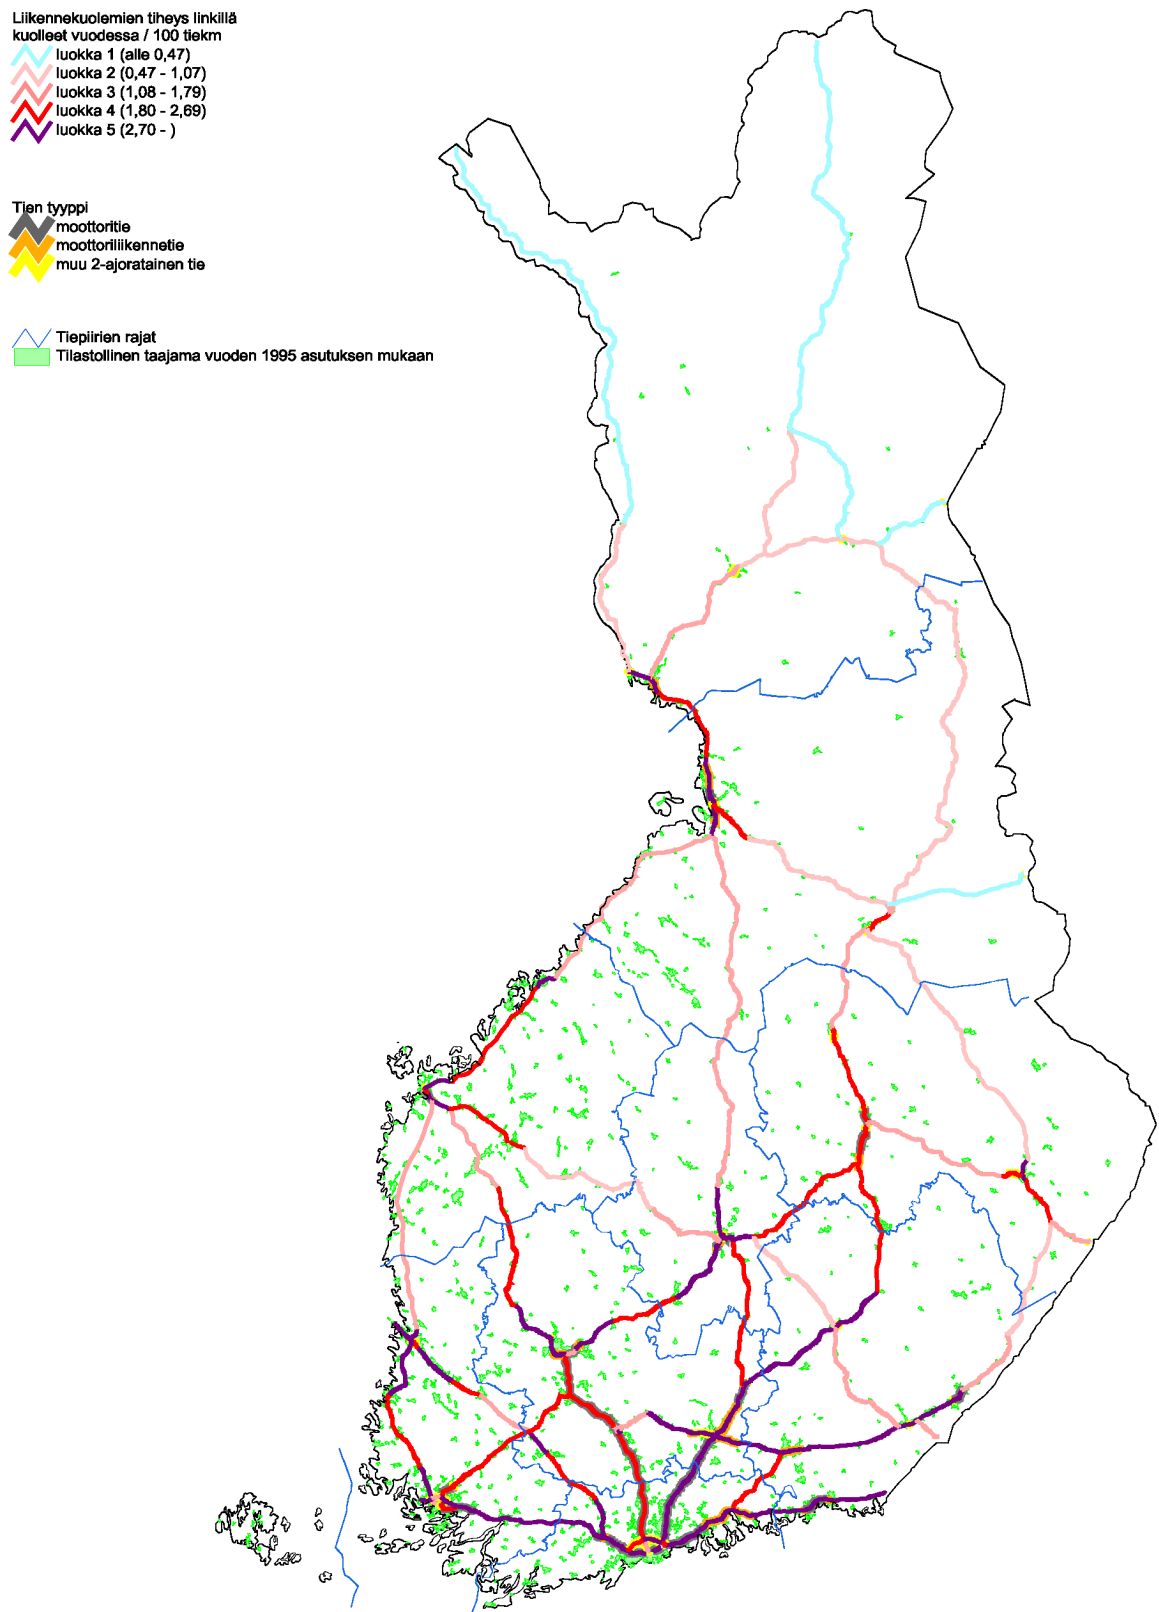 Liikennekuolemien tiheys linkillä
kuolleet vuodessa / 100 tiekm
luokka 1 (alle 0,47)
luokka 2 (0,47 - 1,07)
luokka 3 (1,08 - 1,79)
luokka 4 (1,80 - 2,69)
luokka 5 (2,70 - )
Tien tyyppi
moottoritie
moottoriliikennetie
muu 2-ajoratainen tie
Tiepiirien rajat
Tilastollinen taajama vuoden 1995 asutuksen mukaan